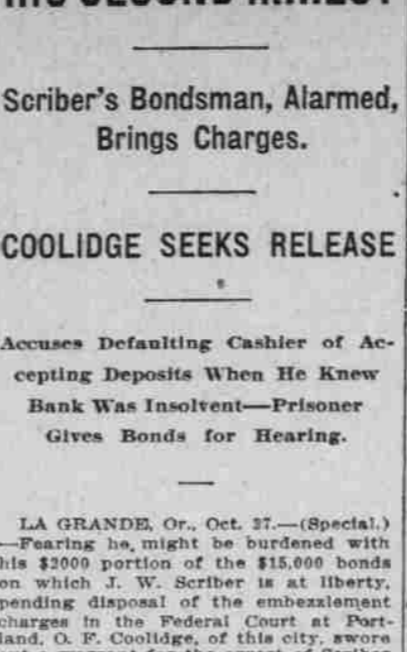 HIS SECOND ARREST
Scriber's Bondsman, Alarmed,
Brings Charges.
COOLIDGE SEEKS RELEASE
Accuses Defaulting Cashier of Ac-
cepting Deposits When He Knew
Bank Was Insolvent—Prisoner
Gives Bonds for Hearing.
LA GRANDE, Or., Oct. 27.—(Special.)
—Fearing he, might be burdened with
his $2000 portion of the $15,000 bonds
on which J. W. Scriber is at liberty,
pending disposal of the embezzlement
charges in the Federal Court at Port-
land, O. F. Coolidge, of this city, swore